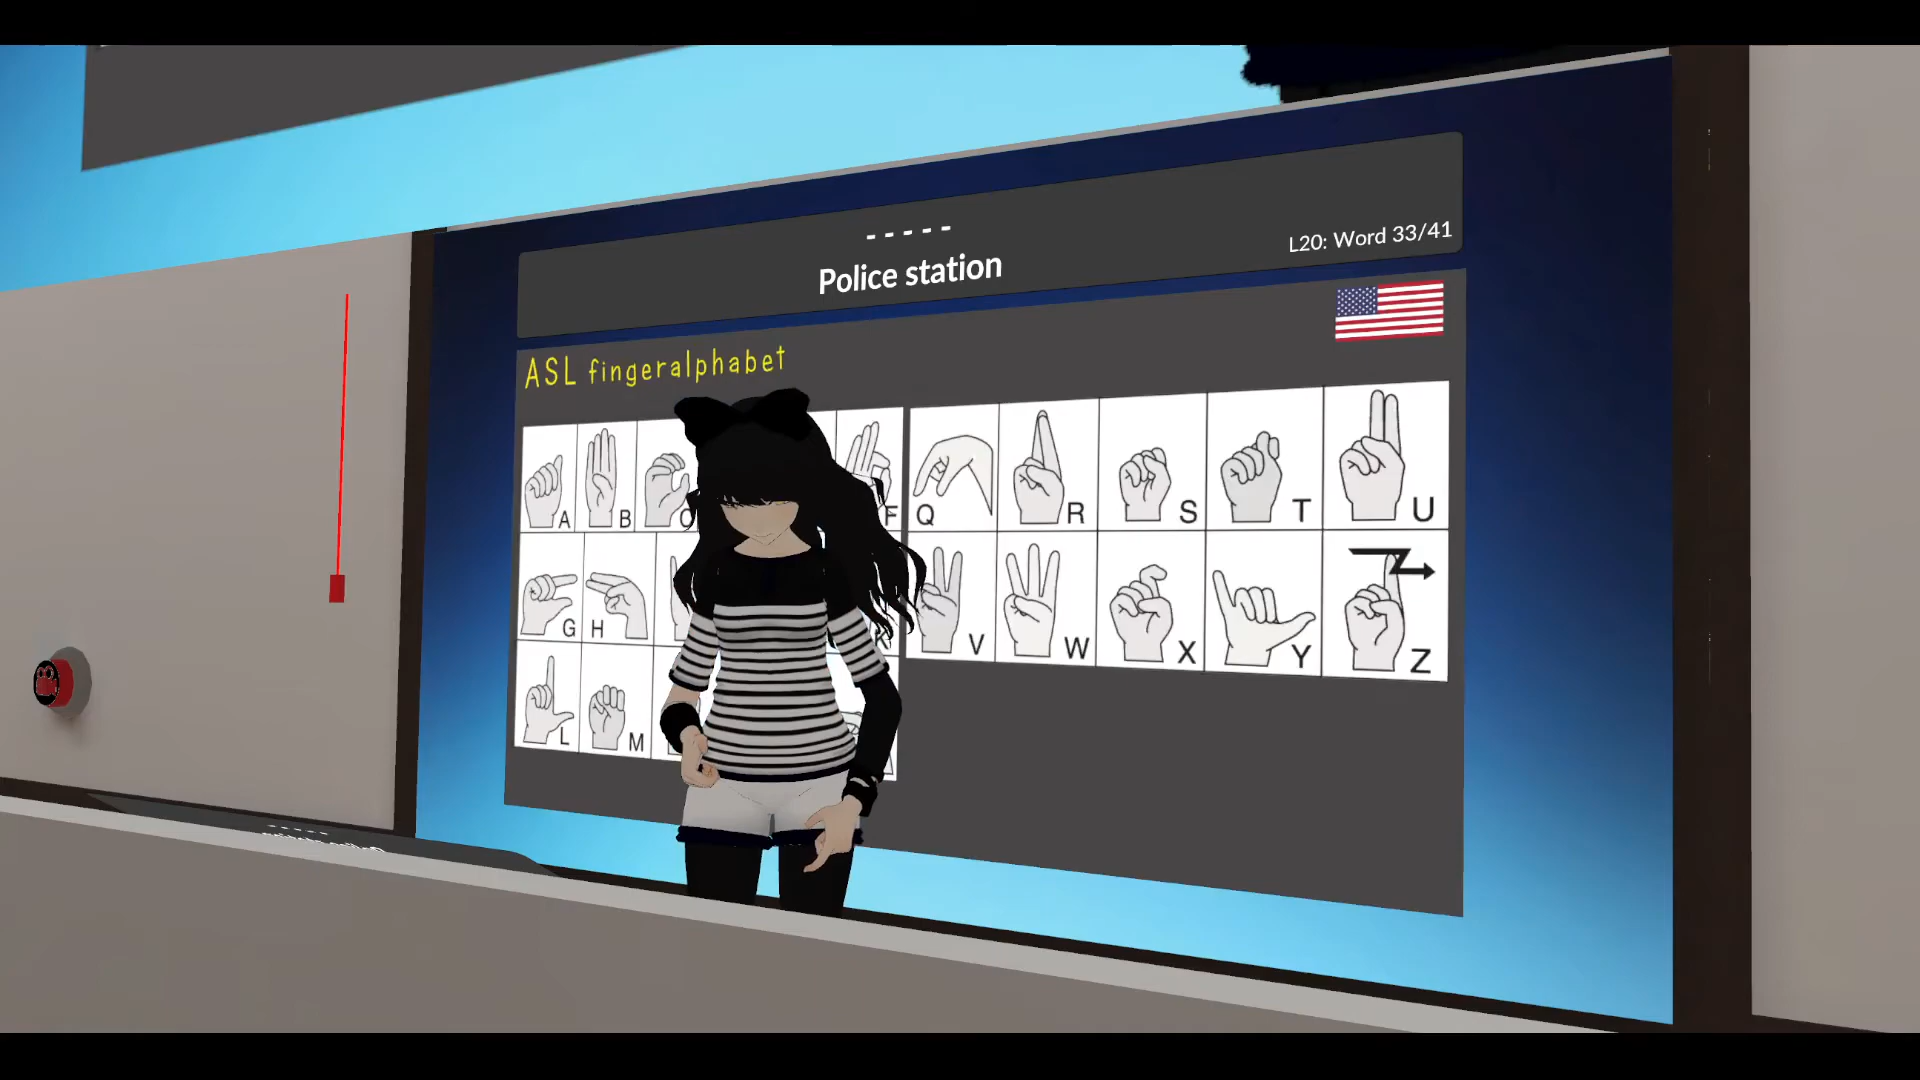 - - - - -
Police station
L20: Word 33/41
ASL fingeralphabet
A B C F Q R S T U
G H K V W X Y Z
L M